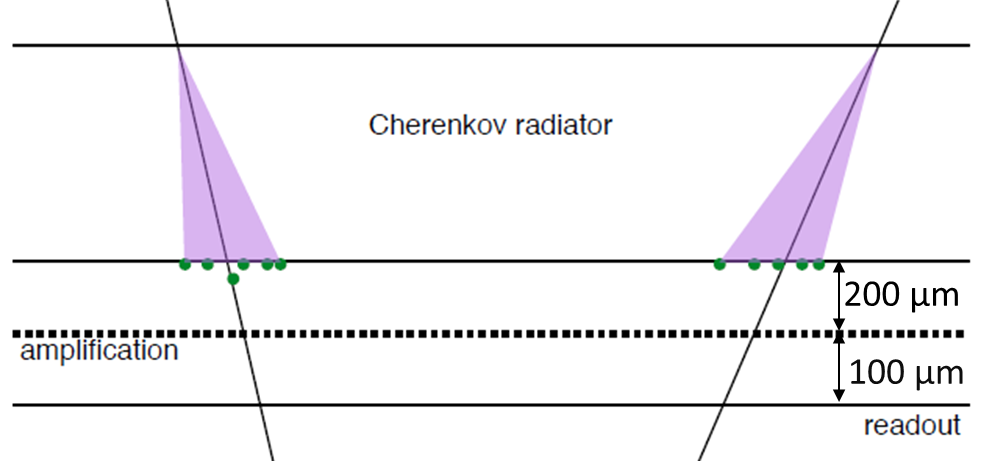 Cherenkov radiator
200 μm
amplification
100 μm
readout